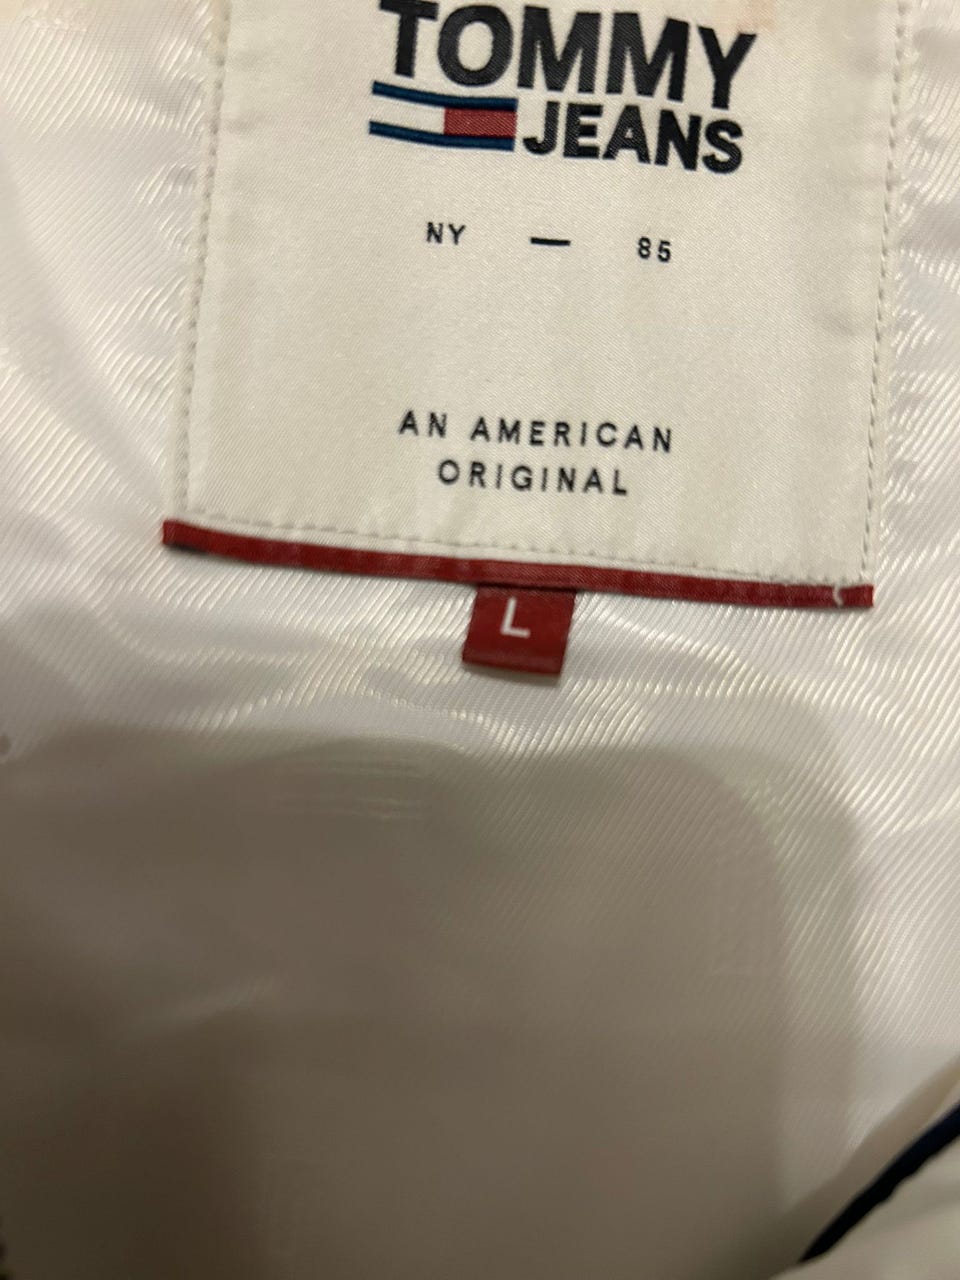 TOMMY
JEANS
NY — 85
AN AMERICAN
ORIGINAL
L